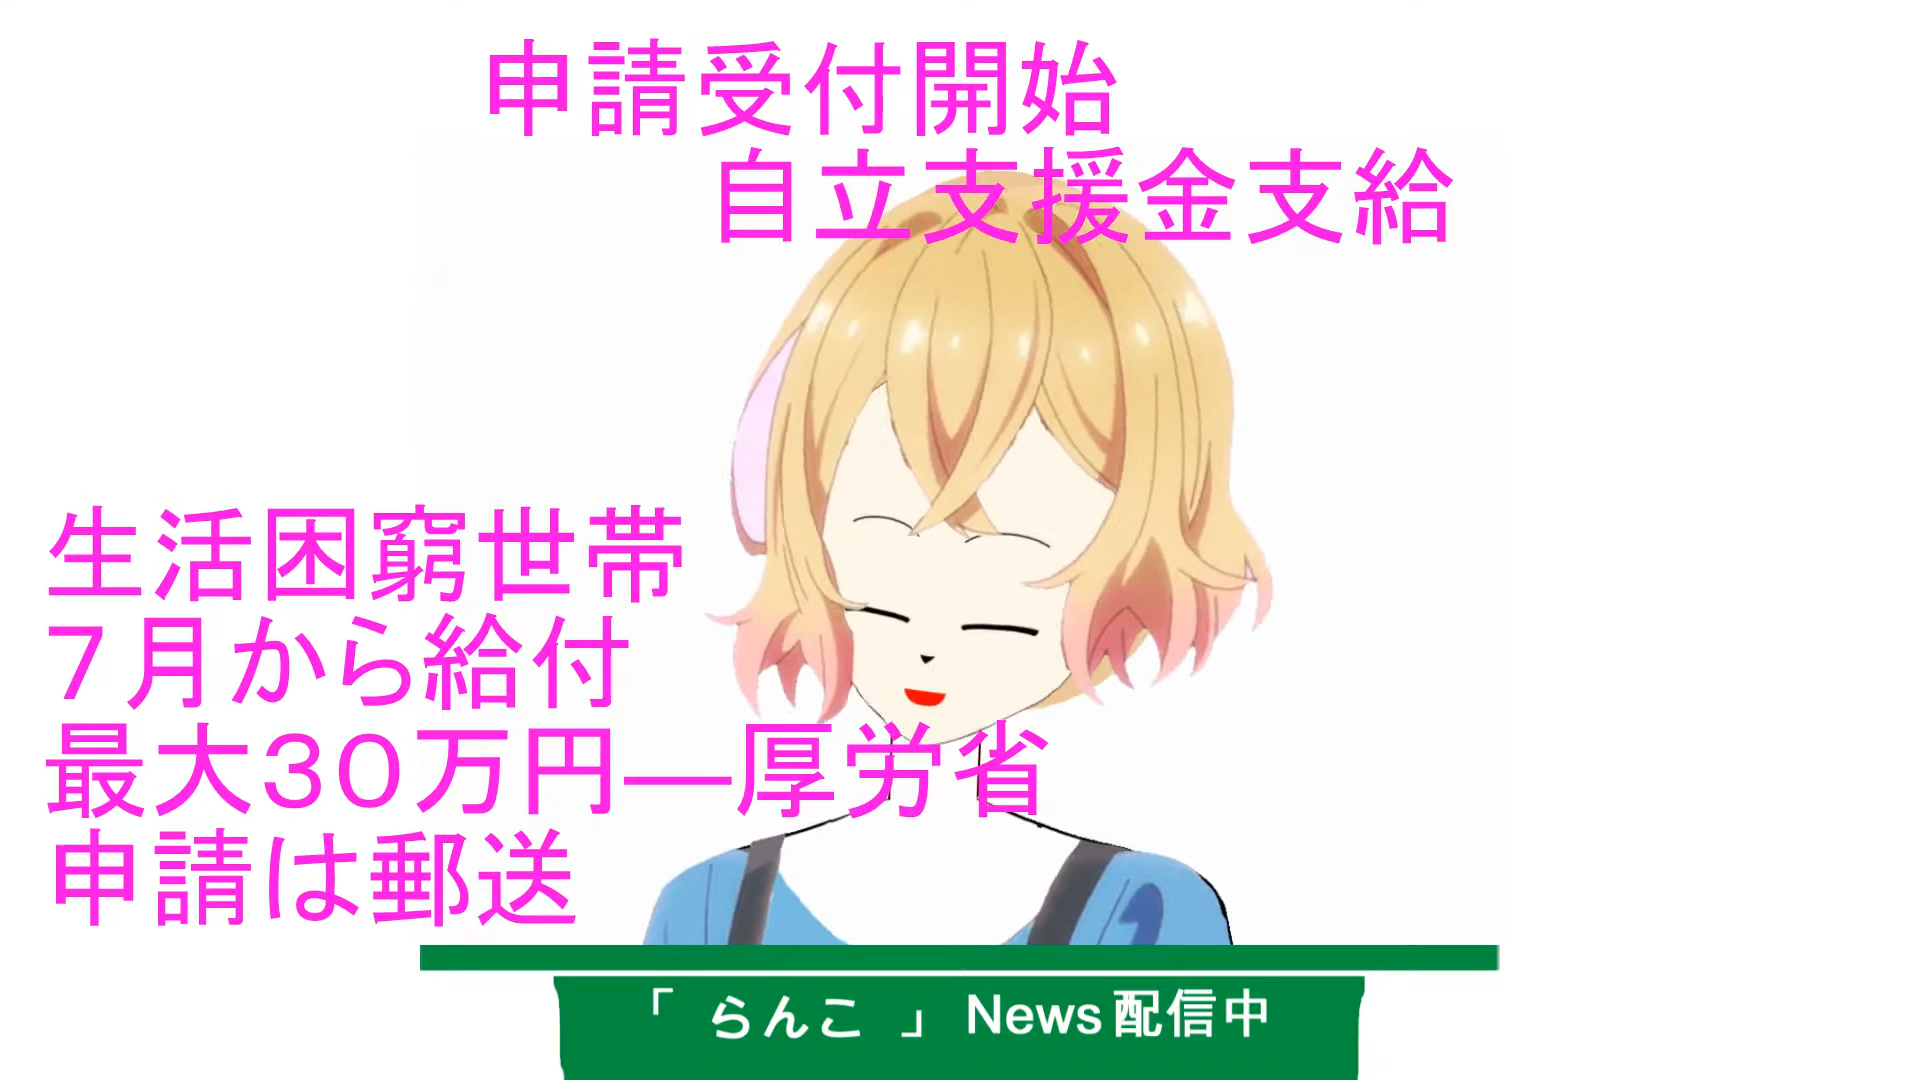 申請受付開始
自立支援金支給
生活困窮世帯
７月から給付
最大３０万円―厚労省
申請は郵送
「 らんこ 」 News配信中